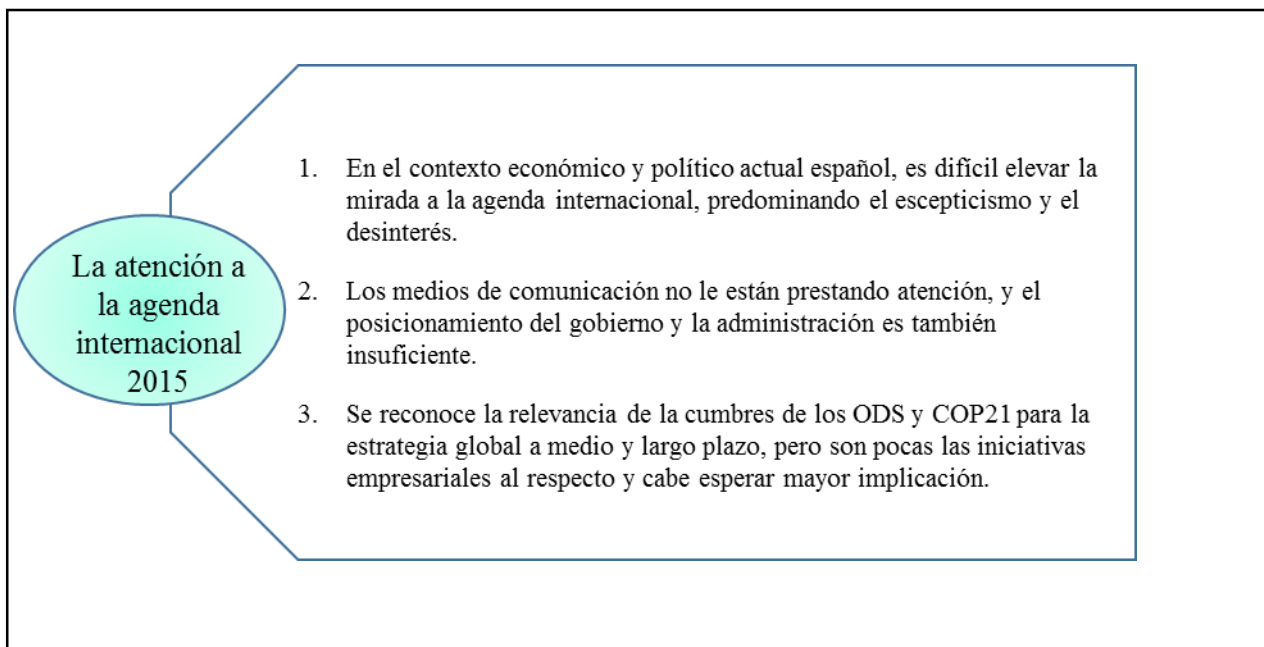 La atención a
la agenda
internacional
2015
1. En el contexto económico y político actual español, es difícil elevar la
mirada a la agenda internacional, predominando el escepticismo y el
desinterés.
2. Los medios de comunicación no le están prestando atención, y el
posicionamiento del gobierno y la administración es también
insuficiente.
3. Se reconoce la relevancia de la cumbres de los ODS y COP21 para la
estrategia global a medio y largo plazo, pero son pocas las iniciativas
empresariales al respecto y cabe esperar mayor implicación.